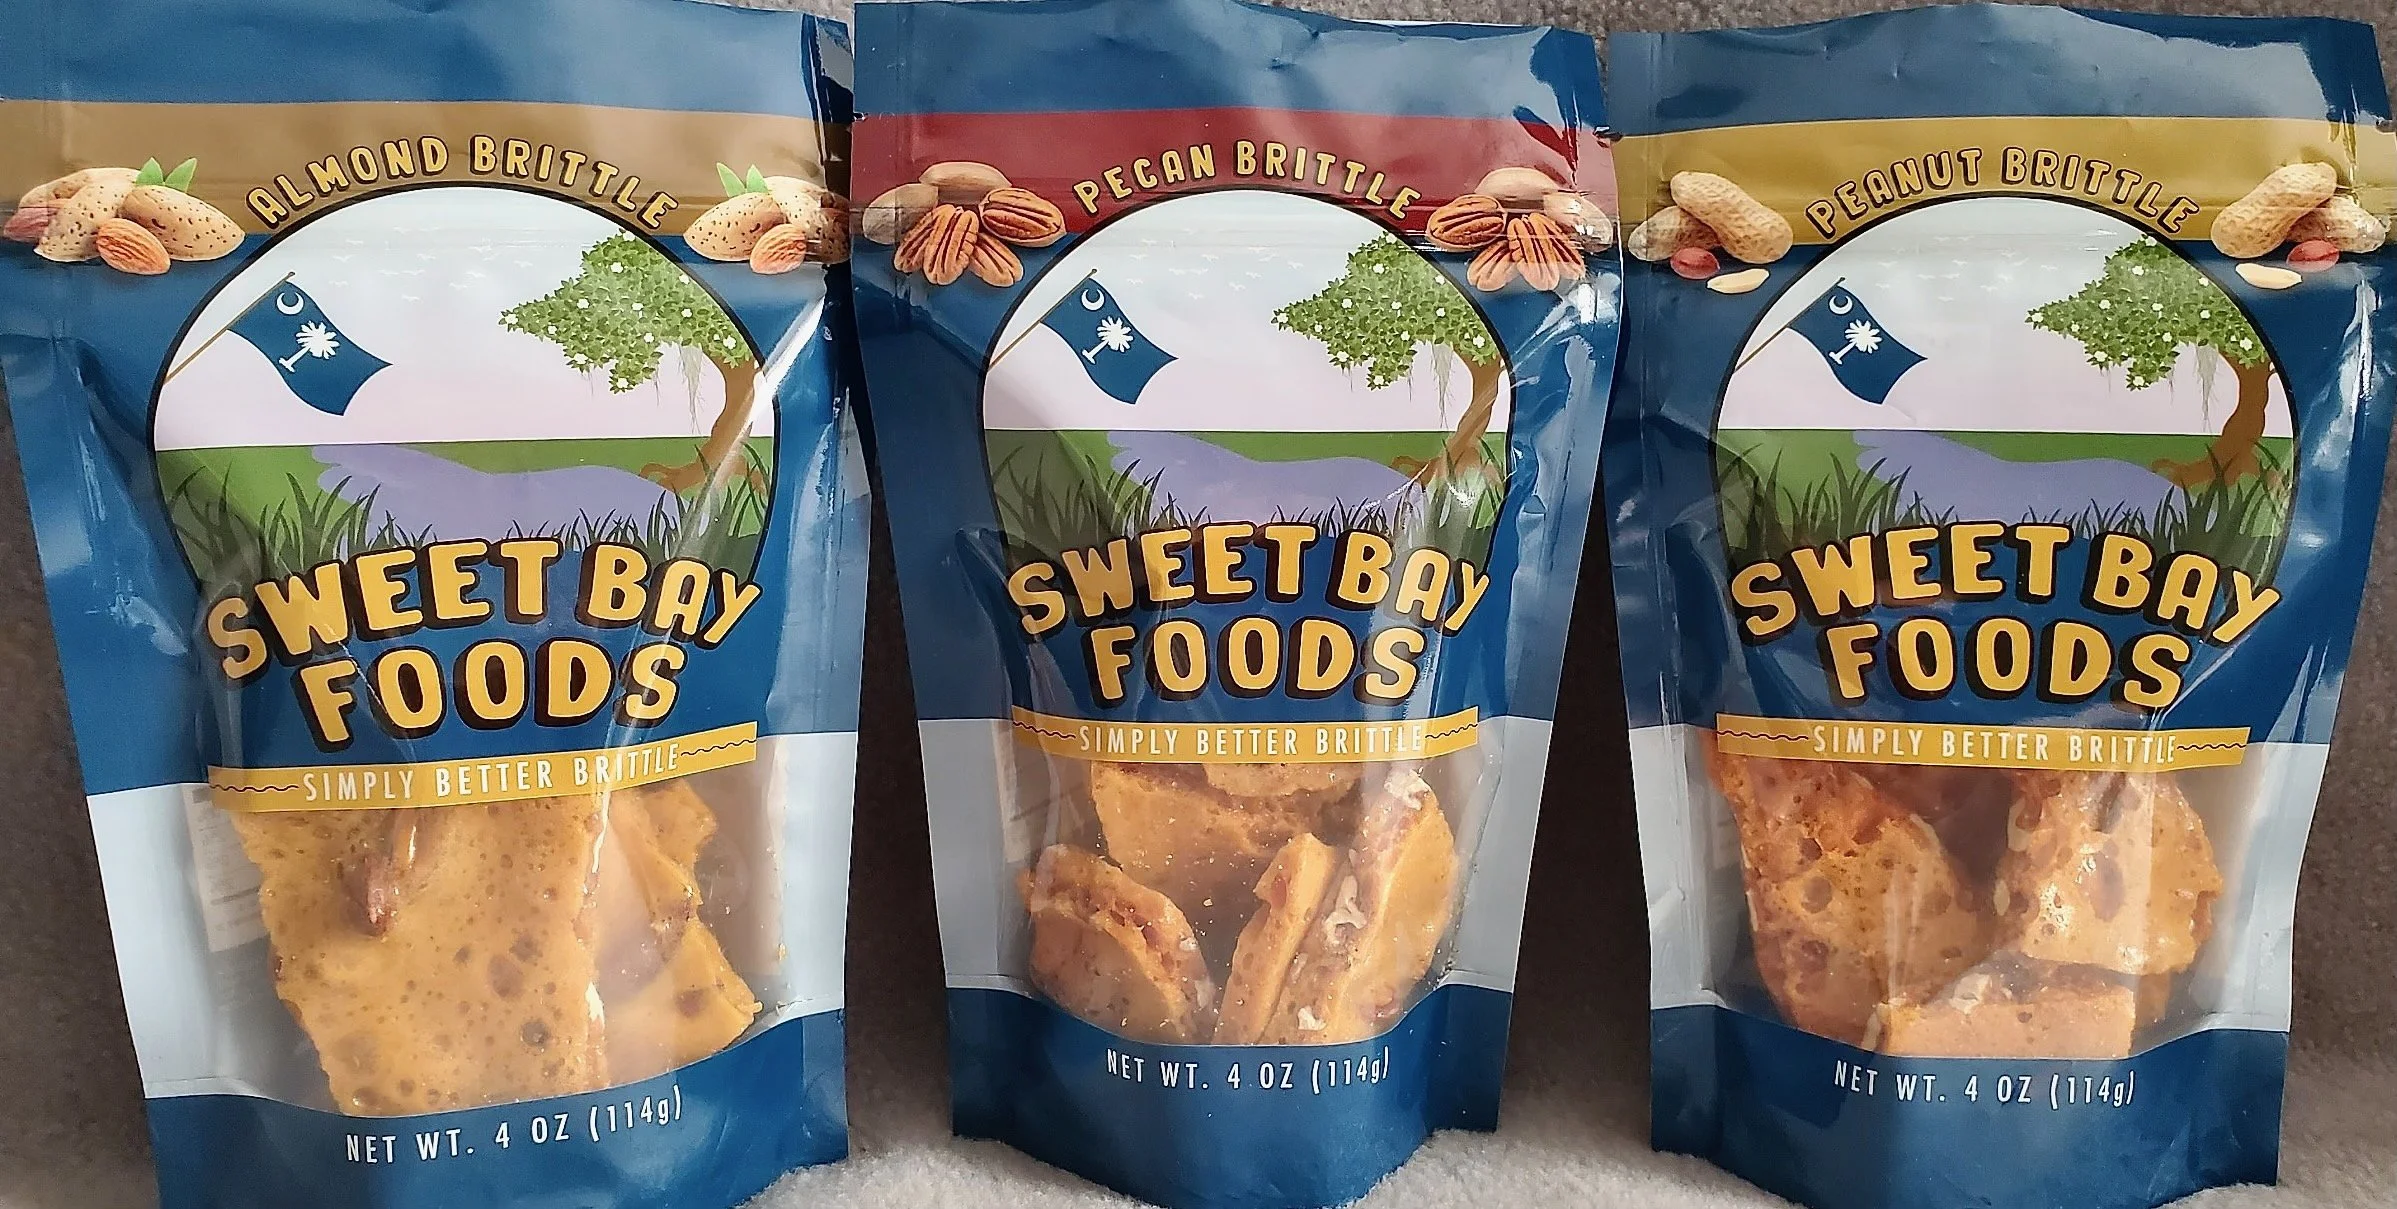 ALMOND BRITTLE
SWEET BAY
FOODS
SIMPLY BETTER BRITTLE
NET WT. 4 OZ (114g)
PECAN BRITTLE
SWEET BAY
FOODS
SIMPLY BETTER BRITTLE
NET WT. 4 OZ (114g)
PEANUT BRITTLE
SWEET BAY
FOODS
SIMPLY BETTER BRITTLE
NET WT. 4 OZ (114g)